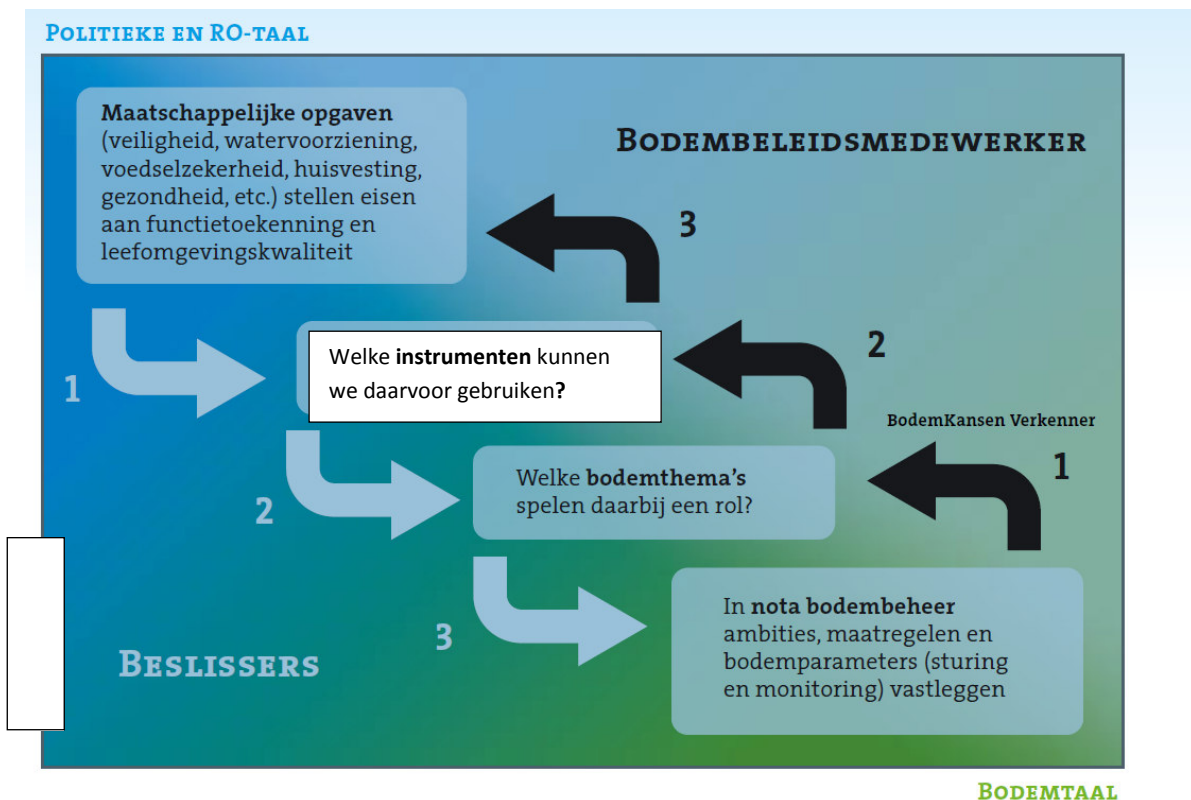 POLITIEKE EN RO-TAAL
Maatschappelijke opgaven
(veiligheid, watervoorziening,
voedselzekerheid, huisvesting,
gezondheid, etc.) stellen eisen
aan functietoekenning en
leefomgevingskwaliteit
BODEMBELEIDSMEDEWERKER
3
1
Welke instrumenten kunnen
we daarvoor gebruiken?
2
BodemKansen Verkenner
1
2
Welke bodemthema's
spelen daarbij een rol?
3
In nota bodembeheer
ambities, maatregelen en
bodemparameters (sturing
en monitoring) vastleggen
BESLISSERS
BODEMTAAL